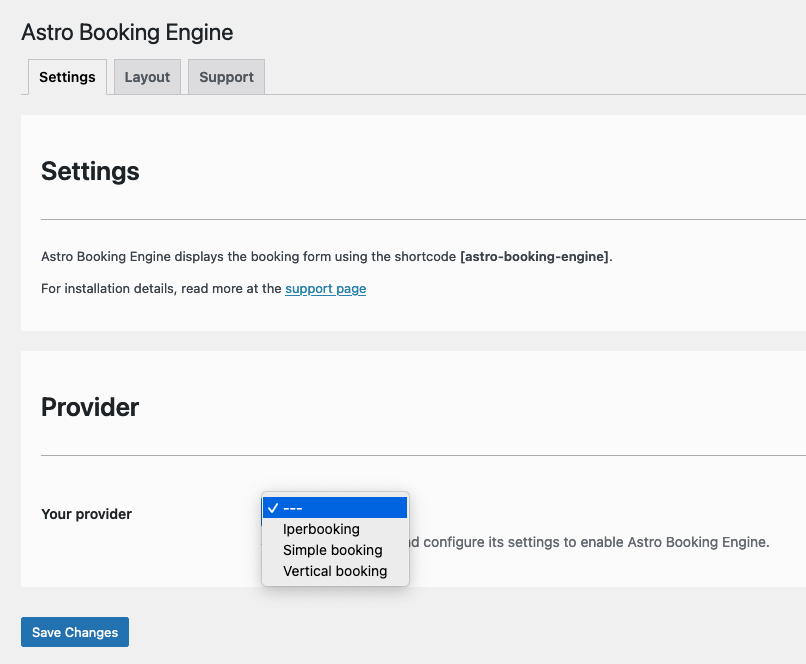 Astro Booking Engine
Settings
Layout
Support
Settings
Astro Booking Engine displays the booking form using the shortcode [astro-booking-engine].
For installation details, read more at the support page
Provider
Your provider
✓ ---
Iperbooking
Simple booking
Vertical booking
configure its settings to enable Astro Booking Engine.
Save Changes